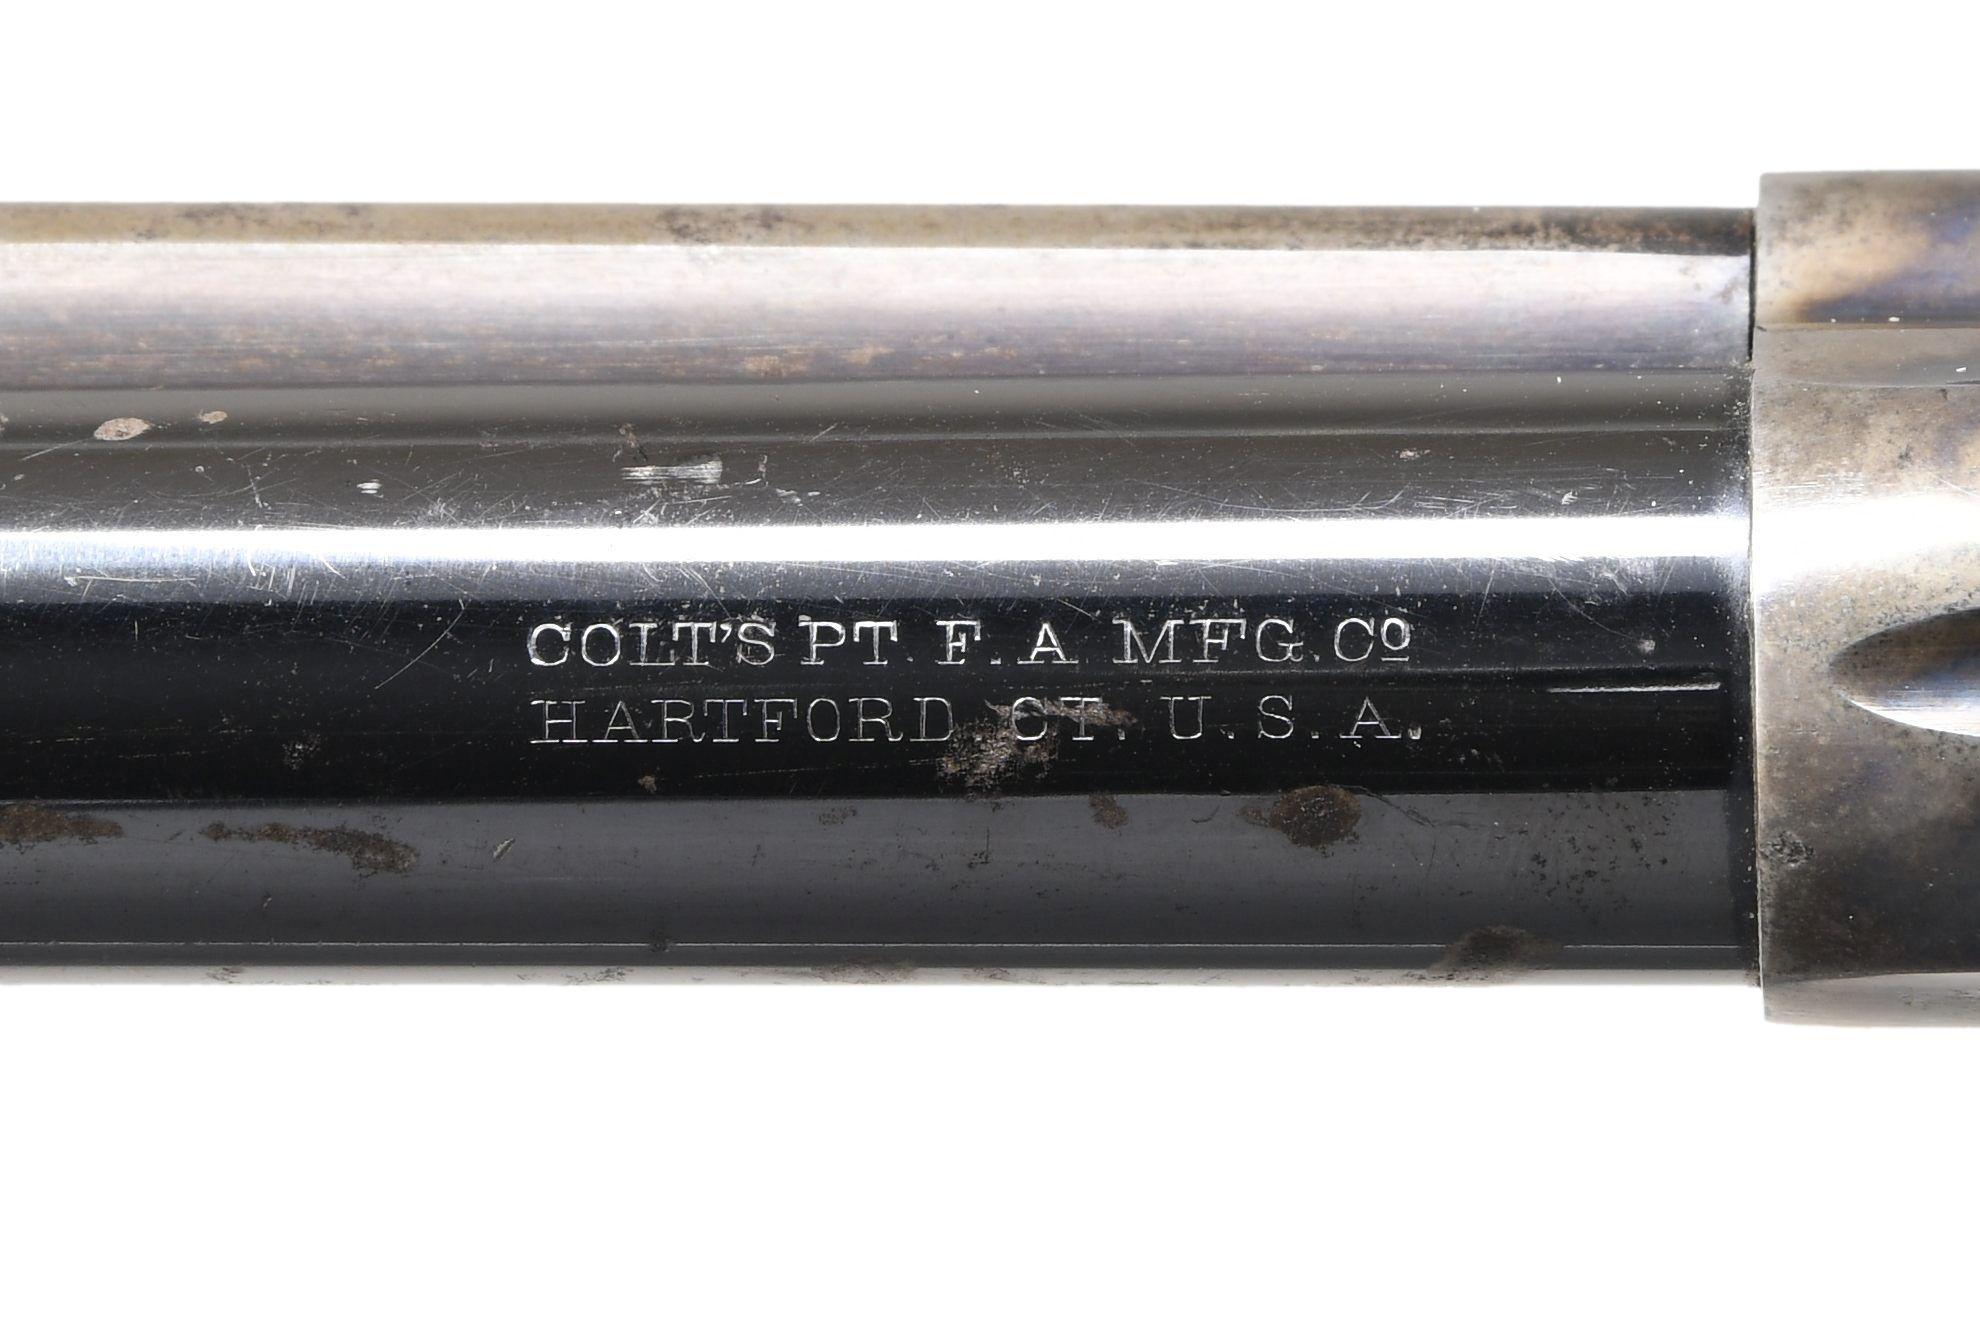 COLT'S PT. F. A. MFG. Cº
HARTFORD. CT. U. S. A.